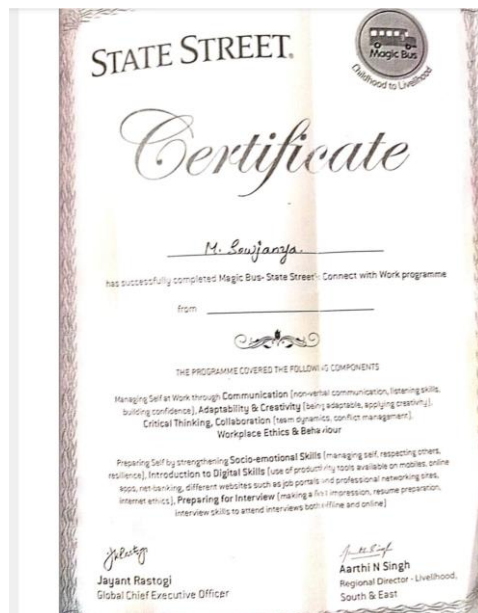 STATE STREET.
Magic Bus
Childhood to Livelihood
Certificate
M. Sowjanya.
has successfully completed Magic Bus- State Street's Connect with Work programme
from
THE PROGRAMME COVERED THE FOLLOWING COMPONENTS
Managing Self at Work through Communication (non-verbal communication, listening skills,
building confidence), Adaptability & Creativity (being adaptable, applying creativity),
Critical Thinking, Collaboration (team dynamics, conflict management),
Workplace Ethics & Behaviour
Preparing Self by strengthening Socio-emotional Skills (managing self, respecting others,
resilience), Introduction to Digital Skills (use of productivity tools available on mobiles, online
apps, net-banking, different websites such as job portals and professional networking sites,
internet ethics), Preparing for Interview (making a first impression, resume preparation,
interview skills to attend interviews both offline and online)
Jayant Rastogi
Global Chief Executive Officer
Aarthi N Singh
Regional Director - Livelihood,
South & East